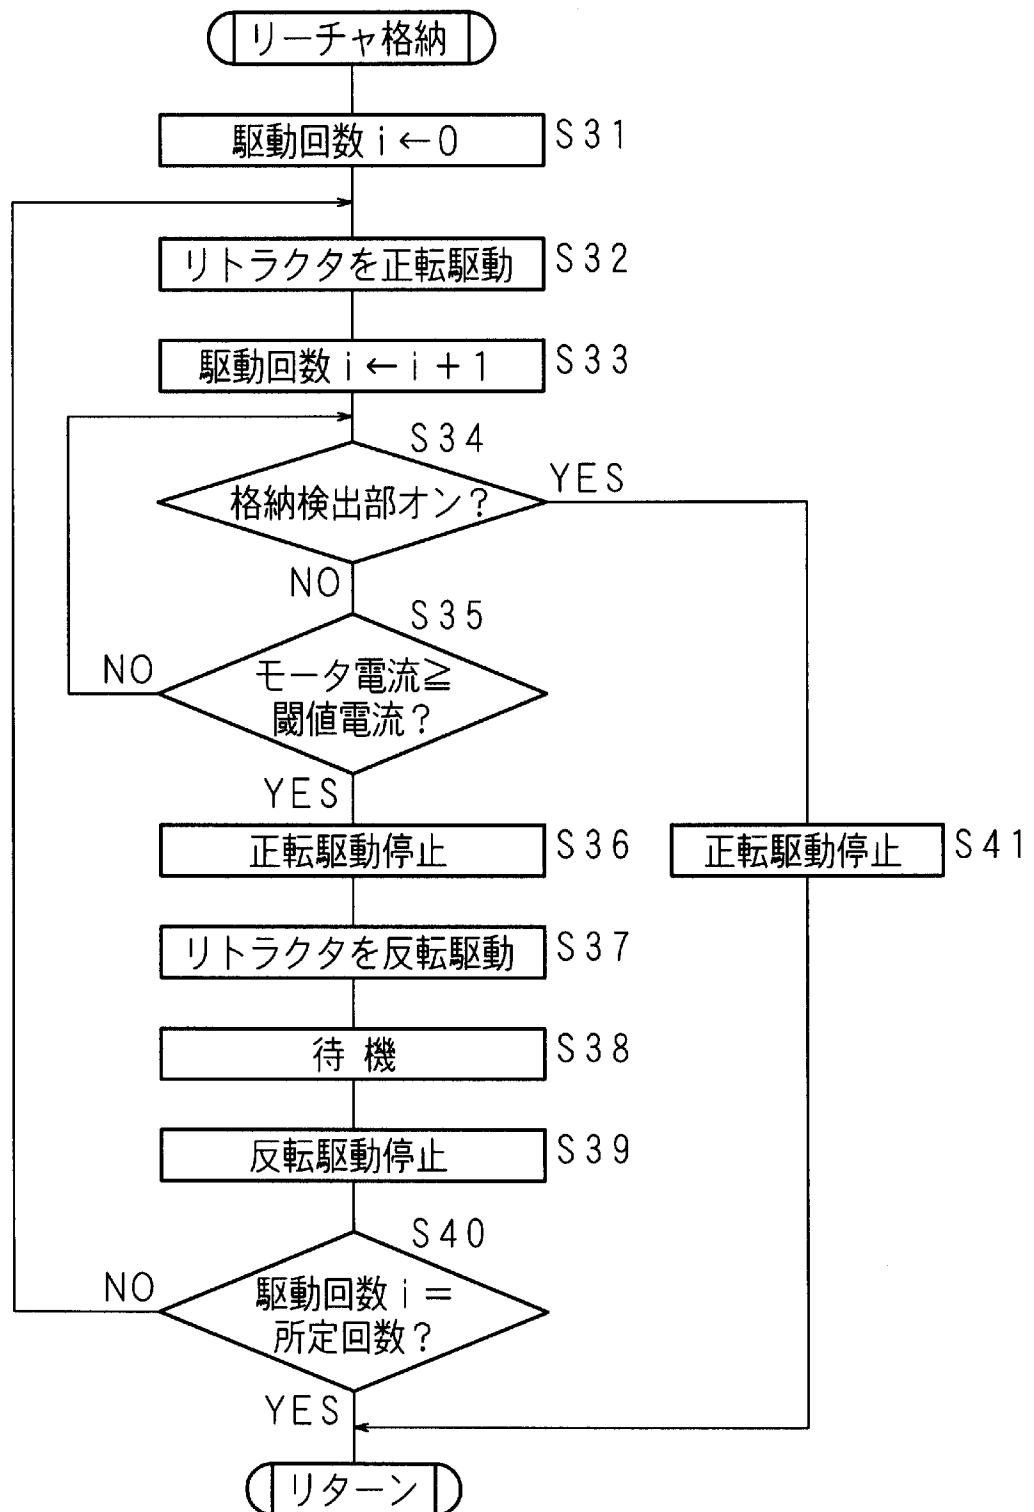 リーチャ格納
駆動回数 i ← 0
S31
リトラクタを正転駆動
S32
駆動回数 i ← i + 1
S33
S34
格納検出部オン？
YES
NO
S35
モータ電流≧
閾値電流？
NO
YES
正転駆動停止
S36
正転駆動停止
S41
リトラクタを反転駆動
S37
待 機
S38
反転駆動停止
S39
S40
駆動回数 i ＝
所定回数？
NO
YES
リターン